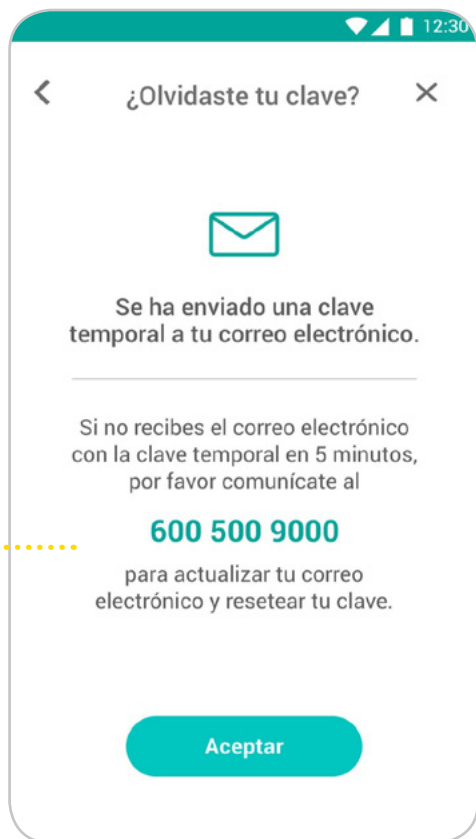 12:30
¿Olvidaste tu clave?
Se ha enviado una clave
temporal a tu correo electrónico.
Si no recibes el correo electrónico
con la clave temporal en 5 minutos,
por favor comunícate al
600 500 9000
para actualizar tu correo
electrónico y resetear tu clave.
Aceptar